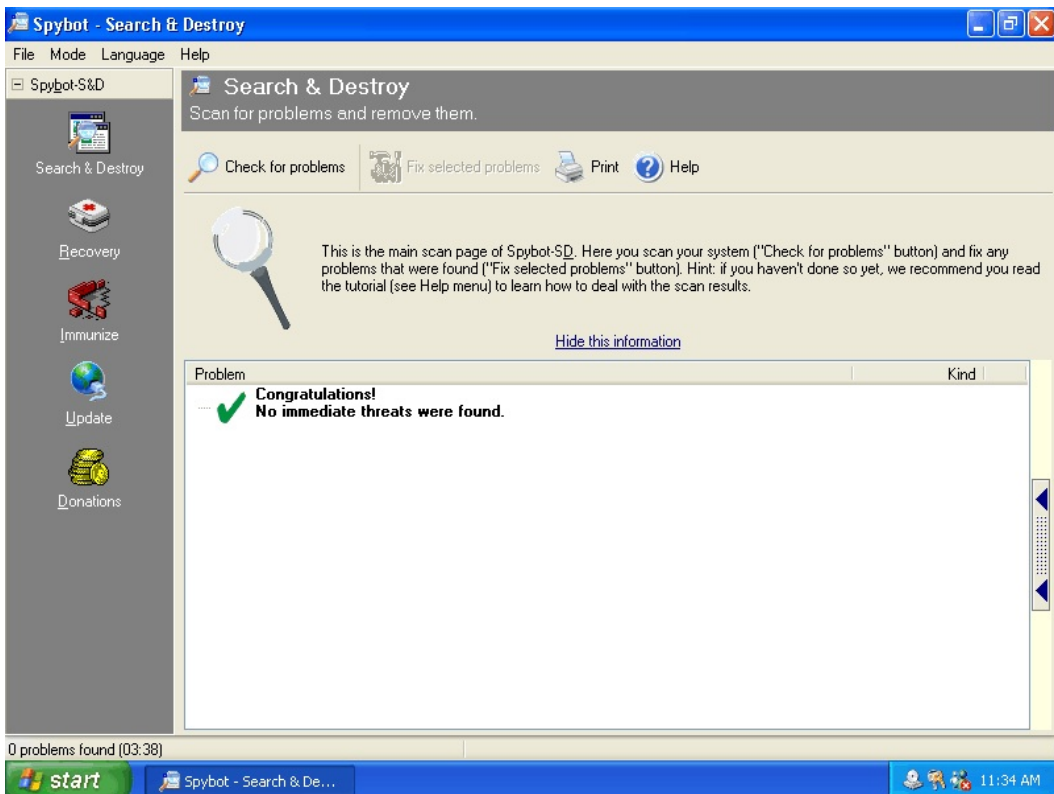 Spybot - Search & Destroy
File Mode Language Help
Spybot-S&D
Search & Destroy
Recovery
Immunize
Update
Donations
Search & Destroy
Scan for problems and remove them.
Check for problems Fix selected problems Print Help
This is the main scan page of Spybot-SD. Here you scan your system ("Check for problems" button) and fix any
problems that were found ("Fix selected problems" button). Hint: if you haven't done so yet, we recommend you read
the tutorial (see Help menu) to learn how to deal with the scan results.
Hide this information
Problem Kind
Congratulations!
No immediate threats were found.
0 problems found (03:38)
start Spybot - Search & De... 11:34 AM